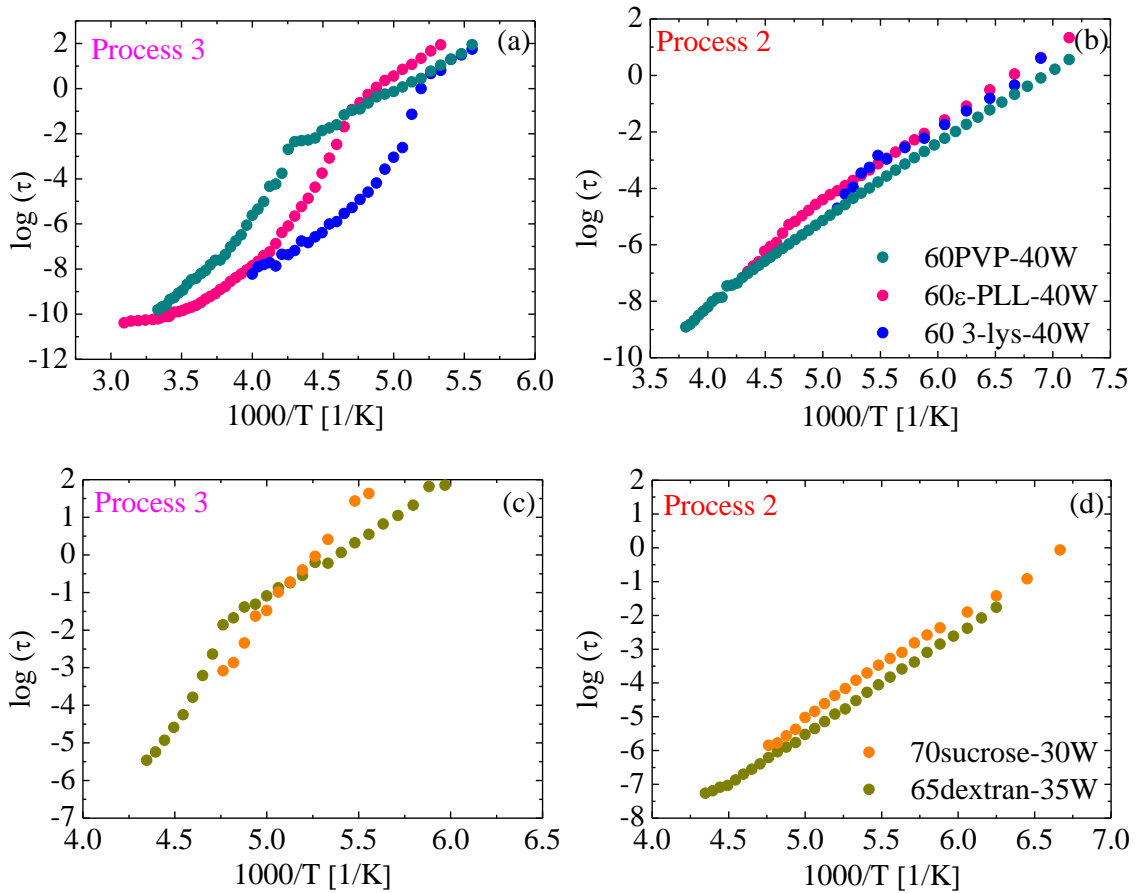 Process 3
(a)
2
0
-2
-4
-6
-8
-10
-12
log (τ)
3.0 3.5 4.0 4.5 5.0 5.5 6.0
1000/T [1/K]
Process 2
(b)
2
0
-2
-4
-6
-8
-10
log (τ)
60PVP-40W
60ε-PLL-40W
60 3-lys-40W
3.5 4.0 4.5 5.0 5.5 6.0 6.5 7.0 7.5
1000/T [1/K]
Process 3
(c)
2
1
0
-1
-2
-3
-4
-5
-6
-7
log (τ)
4.0 4.5 5.0 5.5 6.0 6.5
1000/T [1/K]
Process 2
(d)
2
1
0
-1
-2
-3
-4
-5
-6
-7
-8
log (τ)
70sucrose-30W
65dextran-35W
4.0 4.5 5.0 5.5 6.0 6.5 7.0
1000/T [1/K]